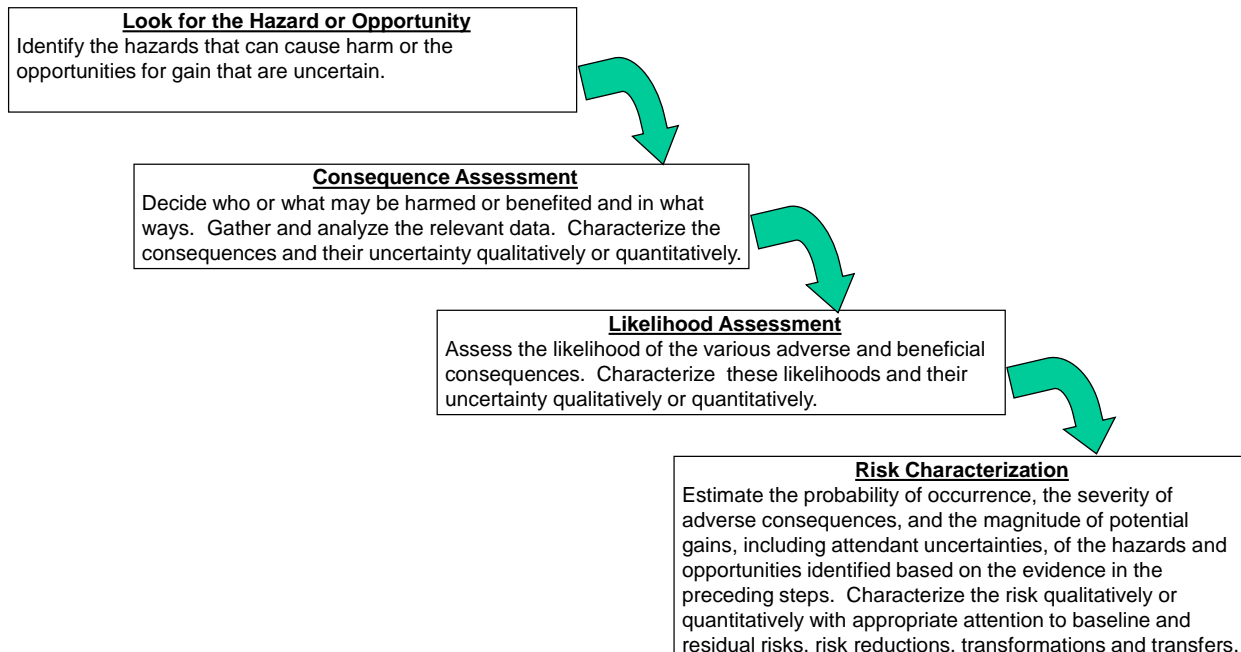 Look for the Hazard or Opportunity
Identify the hazards that can cause harm or the
opportunities for gain that are uncertain.
Consequence Assessment
Decide who or what may be harmed or benefited and in what
ways. Gather and analyze the relevant data. Characterize the
consequences and their uncertainty qualitatively or quantitatively.
Likelihood Assessment
Assess the likelihood of the various adverse and beneficial
consequences. Characterize these likelihoods and their
uncertainty qualitatively or quantitatively.
Risk Characterization
Estimate the probability of occurrence, the severity of
adverse consequences, and the magnitude of potential
gains, including attendant uncertainties, of the hazards and
opportunities identified based on the evidence in the
preceding steps. Characterize the risk qualitatively or
quantitatively with appropriate attention to baseline and
residual risks, risk reductions, transformations and transfers.